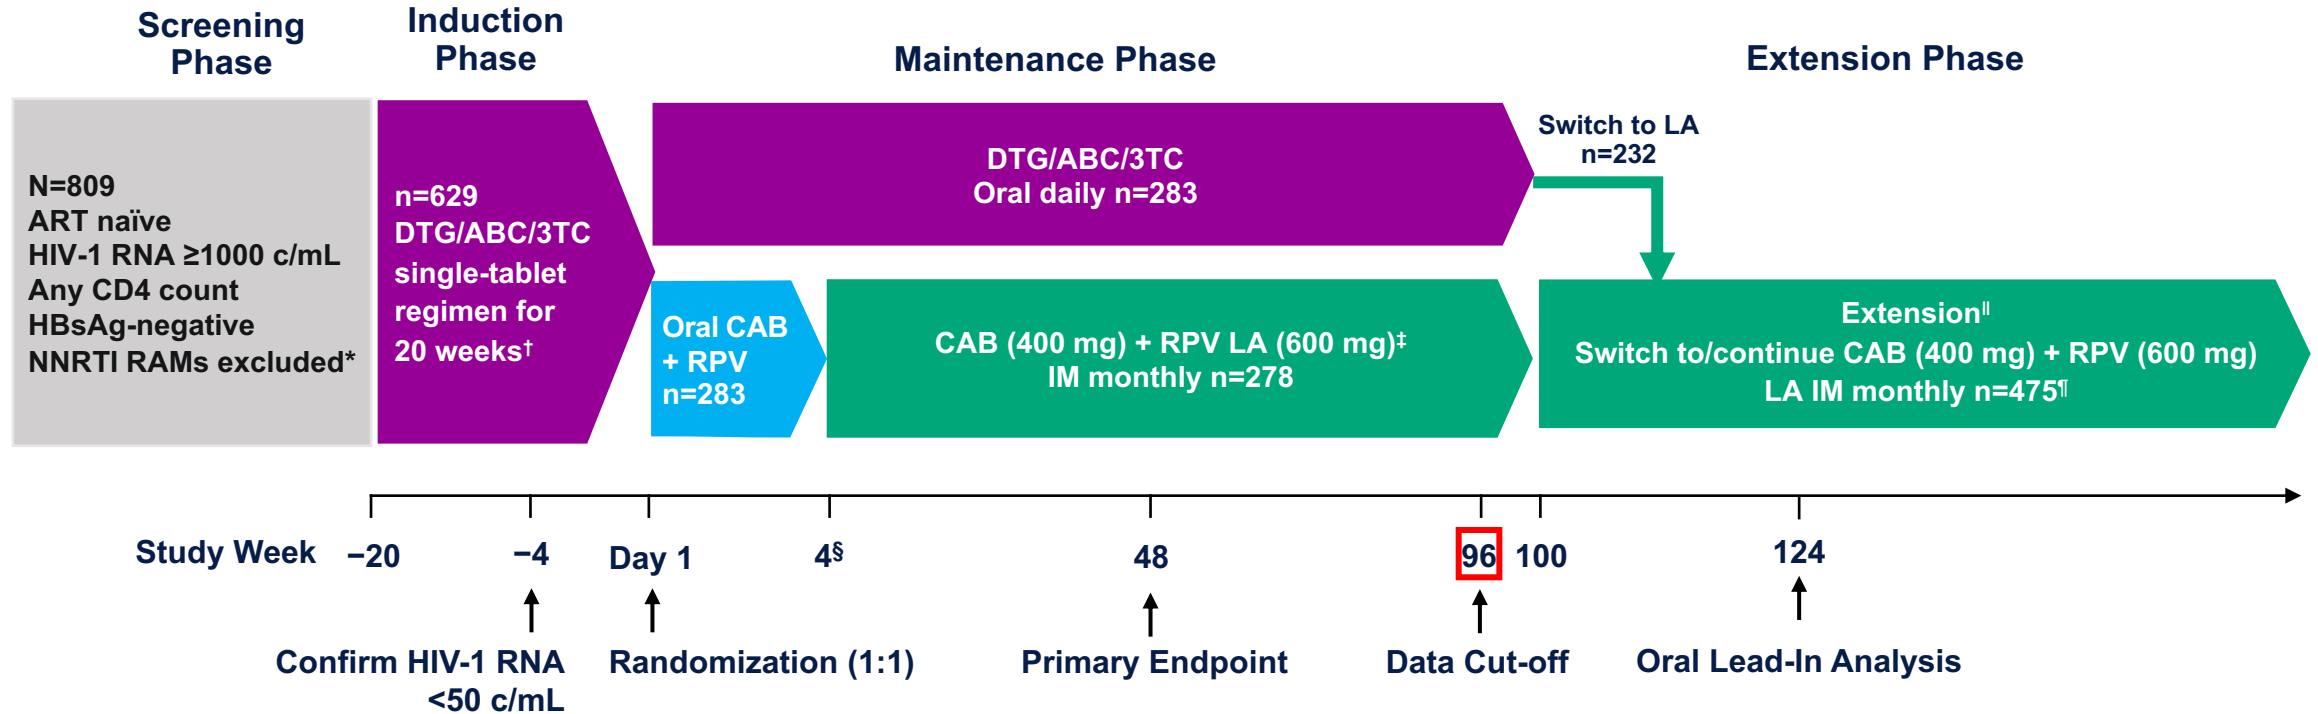 Screening
Phase
Induction
Phase
Maintenance Phase
Extension Phase
N=809
ART naïve
HIV-1 RNA ≥1000 c/mL
Any CD4 count
HBsAg-negative
NNRTI RAMs excluded*
n=629
DTG/ABC/3TC
single-tablet
regimen for
20 weeks†
DTG/ABC/3TC
Oral daily n=283
Switch to LA
n=232
Oral CAB
+ RPV
n=283
CAB (400 mg) + RPV LA (600 mg)‡
IM monthly n=278
Extension‖
Switch to/continue CAB (400 mg) + RPV (600 mg)
LA IM monthly n=475¶
Study Week −20 −4 Day 1 4§ 48 96 100 124
Confirm HIV-1 RNA
<50 c/mL
Randomization (1:1)
Primary Endpoint
Data Cut-off
Oral Lead-In Analysis